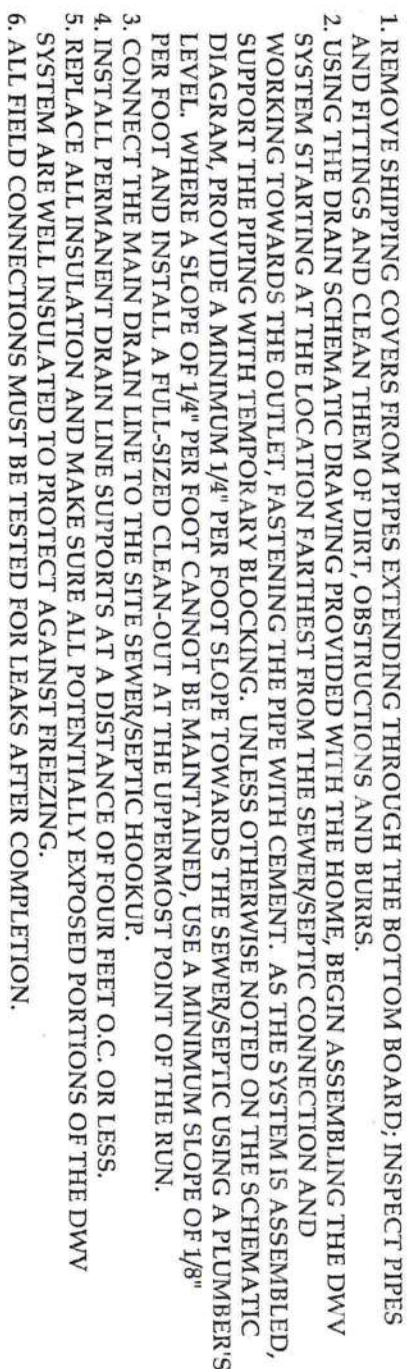 1. REMOVE SHIPPING COVERS FROM PIPES EXTENDING THROUGH THE BOTTOM BOARD; INSPECT PIPES
AND FITTINGS AND CLEAN THEM OF DIRT, OBSTRUCTIONS AND BURRS.
2. USING THE DRAIN SCHEMATIC DRAWING PROVIDED WITH THE HOME, BEGIN ASSEMBLING THE DWV
SYSTEM STARTING AT THE LOCATION FARTHEST FROM THE SEWER/SEPTIC CONNECTION AND
WORKING TOWARDS THE OUTLET, FASTENING THE PIPE WITH CEMENT. AS THE SYSTEM IS ASSEMBLED,
SUPPORT THE PIPING WITH TEMPORARY BLOCKING. UNLESS OTHERWISE NOTED ON THE SCHEMATIC
DIAGRAM, PROVIDE A MINIMUM 1/4" PER FOOT SLOPE TOWARDS THE SEWER/SEPTIC USING A PLUMBER'S
LEVEL. WHERE A SLOPE OF 1/4" PER FOOT CANNOT BE MAINTAINED, USE A MINIMUM SLOPE OF 1/8"
PER FOOT AND INSTALL A FULL-SIZED CLEAN-OUT AT THE UPPERMOST POINT OF THE RUN.
3. CONNECT THE MAIN DRAIN LINE TO THE SITE SEWER/SEPTIC HOOKUP.
4. INSTALL PERMANENT DRAIN LINE SUPPORTS AT A DISTANCE OF FOUR FEET O.C. OR LESS.
5. REPLACE ALL INSULATION AND MAKE SURE ALL POTENTIALLY EXPOSED PORTIONS OF THE DWV
SYSTEM ARE WELL INSULATED TO PROTECT AGAINST FREEZING.
6. ALL FIELD CONNECTIONS MUST BE TESTED FOR LEAKS AFTER COMPLETION.